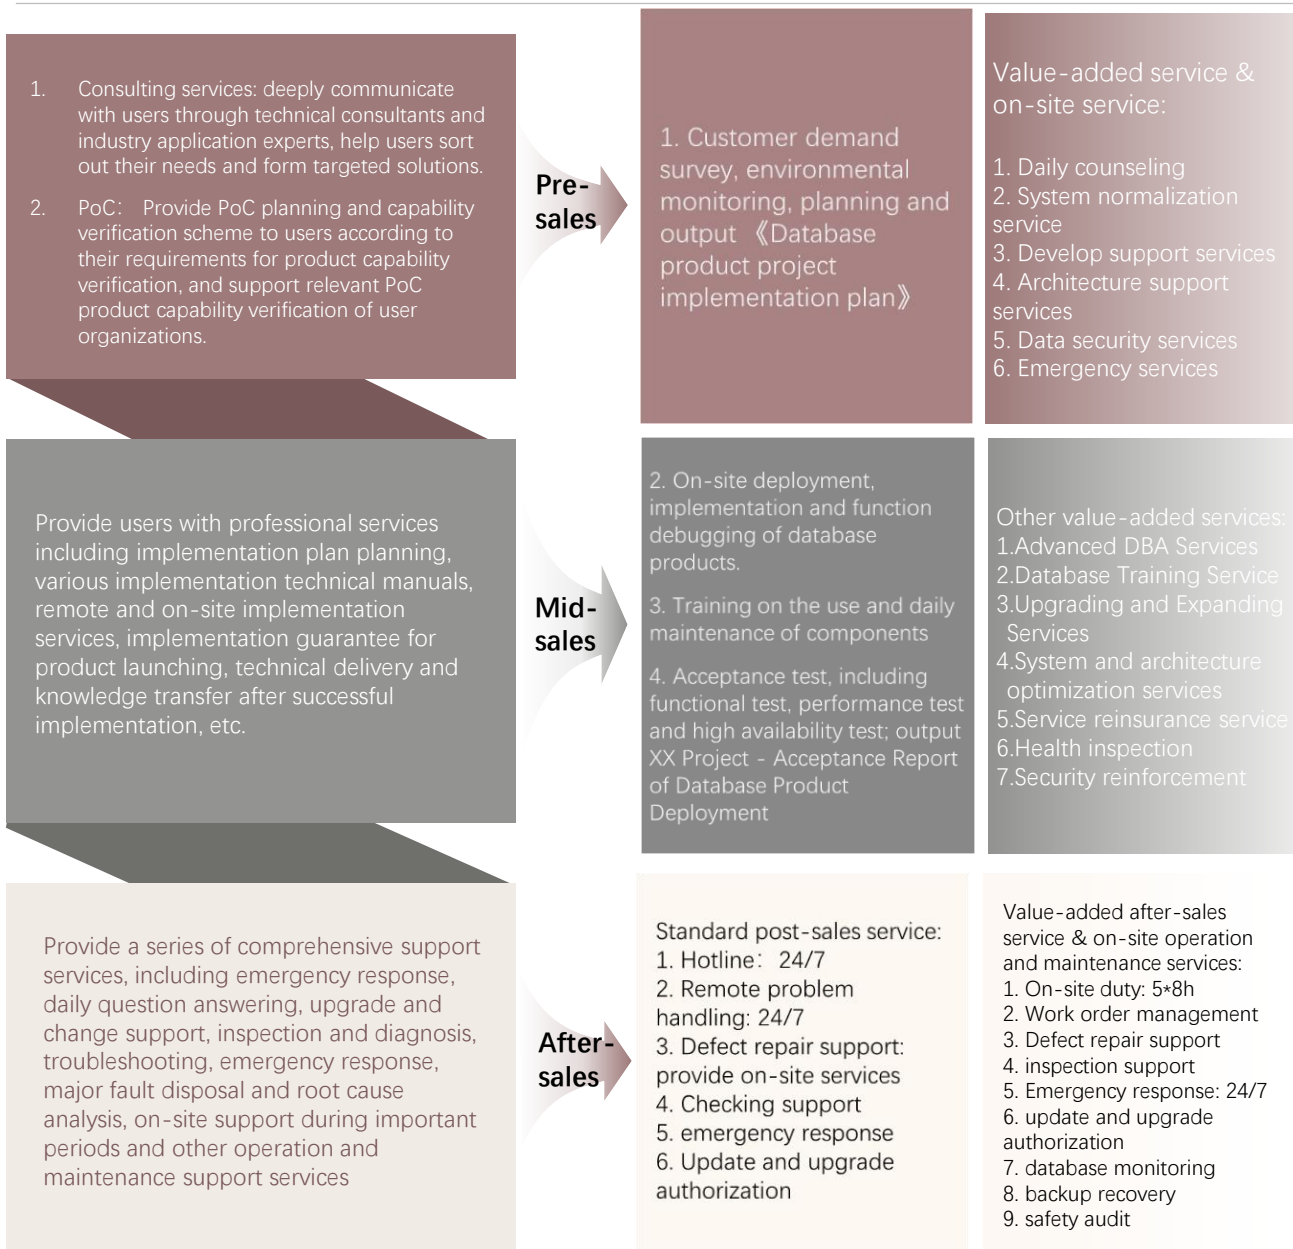 1. Consulting services: deeply communicate
with users through technical consultants and
industry application experts, help users sort
out their needs and form targeted solutions.
2. PoC： Provide PoC planning and capability
verification scheme to users according to
their requirements for product capability
verification, and support relevant PoC
product capability verification of user
organizations.
Pre-
sales
1. Customer demand
survey, environmental
monitoring, planning and
output 《Database
product project
implementation plan》
Value-added service &
on-site service:
1. Daily counseling
2. System normalization
service
3. Develop support services
4. Architecture support
services
5. Data security services
6. Emergency services
Provide users with professional services
including implementation plan planning,
various implementation technical manuals,
remote and on-site implementation
services, implementation guarantee for
product launching, technical delivery and
knowledge transfer after successful
implementation, etc.
Mid-
sales
2. On-site deployment,
implementation and function
debugging of database
products.
3. Training on the use and daily
maintenance of components
4. Acceptance test, including
functional test, performance test
and high availability test; output
XX Project - Acceptance Report
of Database Product
Deployment
Other value-added services:
1.Advanced DBA Services
2.Database Training Service
3.Upgrading and Expanding
Services
4.System and architecture
optimization services
5.Service reinsurance service
6.Health inspection
7.Security reinforcement
Provide a series of comprehensive support
services, including emergency response,
daily question answering, upgrade and
change support, inspection and diagnosis,
troubleshooting, emergency response,
major fault disposal and root cause
analysis, on-site support during important
periods and other operation and
maintenance support services
After-
sales
Standard post-sales service:
1. Hotline：24/7
2. Remote problem
handling: 24/7
3. Defect repair support:
provide on-site services
4. Checking support
5. emergency response
6. Update and upgrade
authorization
Value-added after-sales
service & on-site operation
and maintenance services:
1. On-site duty: 5*8h
2. Work order management
3. Defect repair support
4. inspection support
5. Emergency response: 24/7
6. update and upgrade
authorization
7. database monitoring
8. backup recovery
9. safety audit